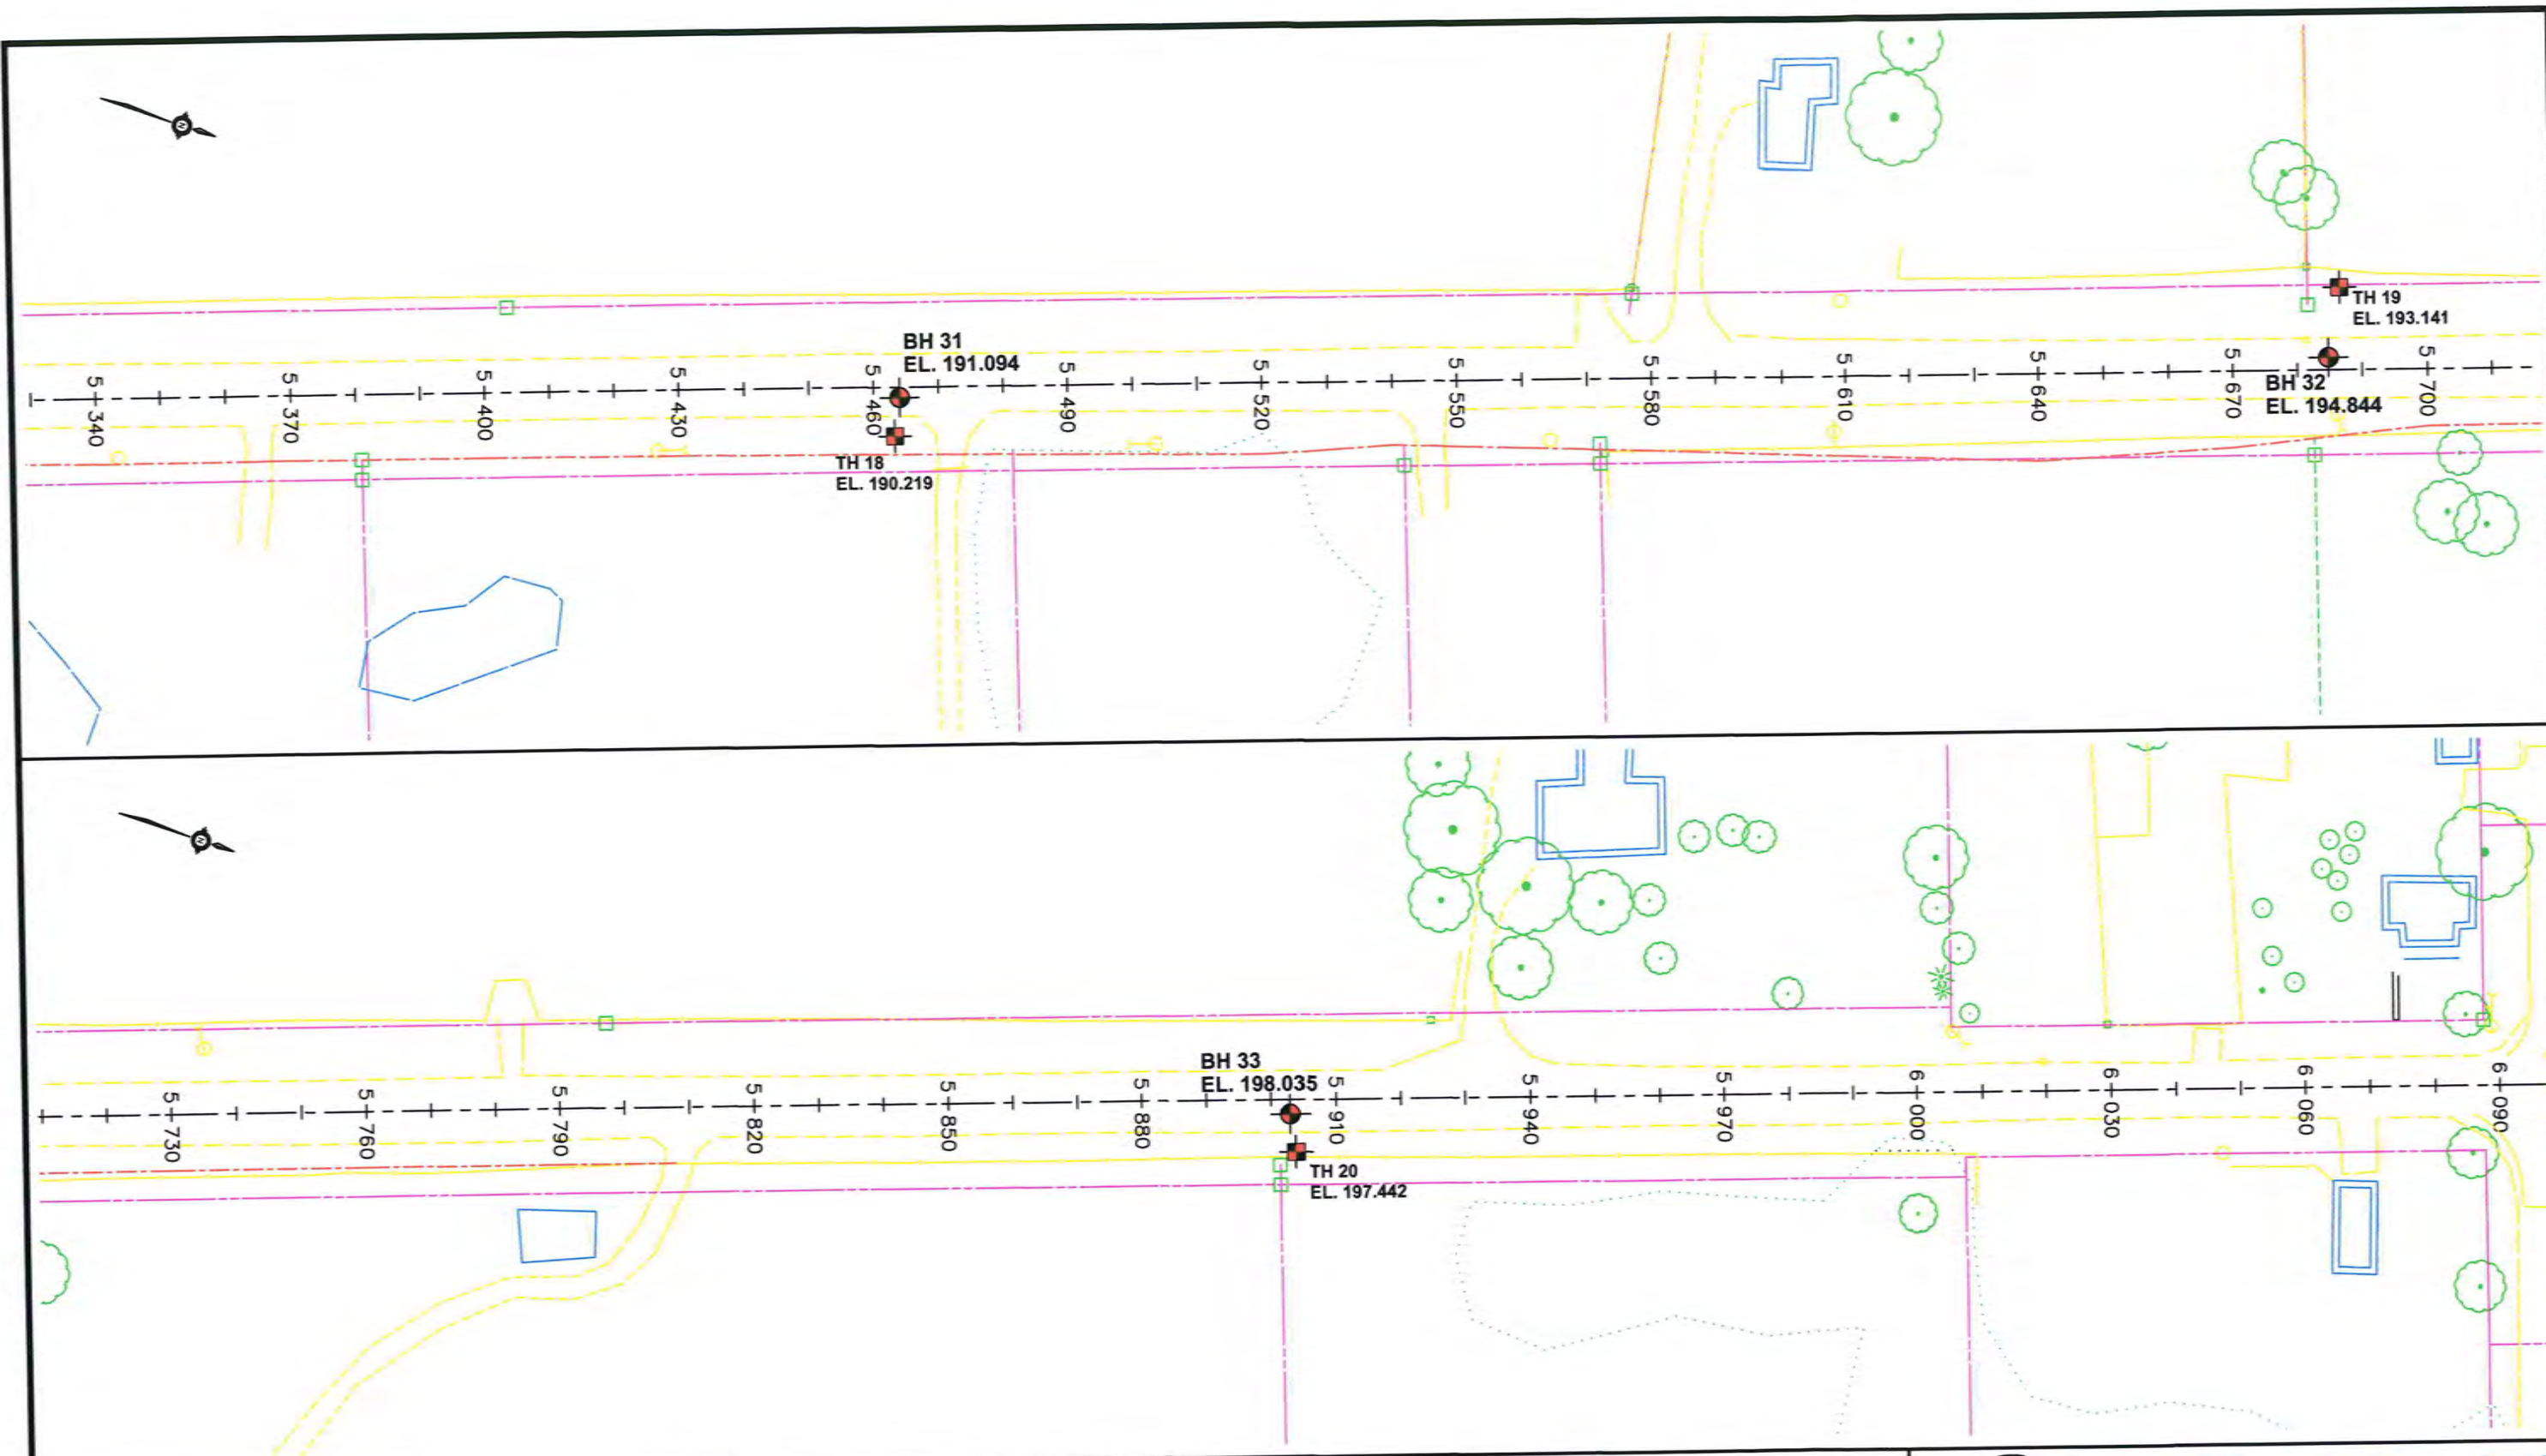 N
BH 31
EL. 191.094
TH 19
EL. 193.141
5 340
5 370
5 400
5 430
5 460
5 490
5 520
5 550
5 580
5 610
5 640
5 670
5 700
BH 32
EL. 194.844
TH 18
EL. 190.219
N
BH 33
EL. 198.035
5 730
5 760
5 790
5 820
5 850
5 880
5 910
5 940
5 970
6 000
6 030
6 060
6 090
TH 20
EL. 197.442